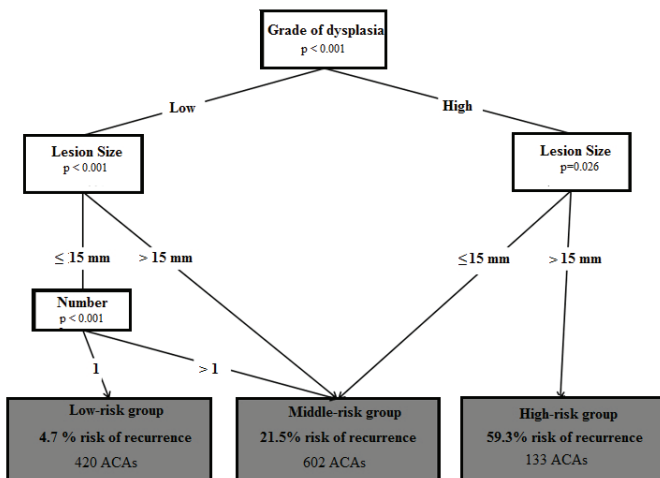 Grade of dysplasia
p < 0.001
Low
High
Lesion Size
p < 0.001
Lesion Size
p=0.026
≤ 15 mm
> 15 mm
≤15 mm
> 15 mm
Number
p < 0.001
1
> 1
Low-risk group
4.7 % risk of recurrence
420 ACAs
Middle-risk group
21.5% risk of recurrence
602 ACAs
High-risk group
59.3% risk of recurrence
133 ACAs